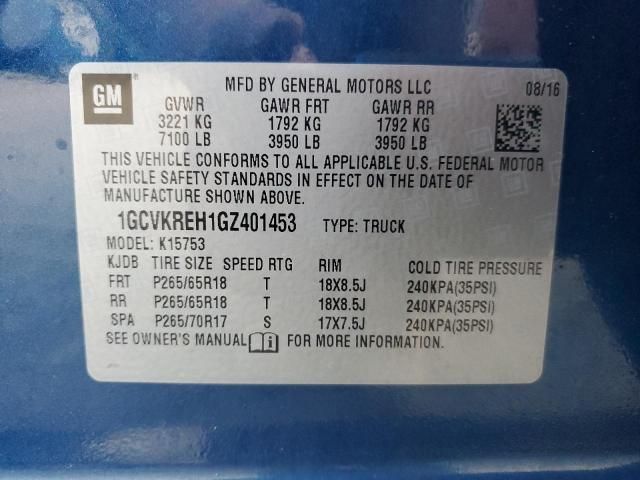 GM
MFD BY GENERAL MOTORS LLC 08/16
GVWR GAWR FRT GAWR RR
3221 KG 1792 KG 1792 KG
7100 LB 3950 LB 3950 LB
THIS VEHICLE CONFORMS TO ALL APPLICABLE U.S. FEDERAL MOTOR
VEHICLE SAFETY STANDARDS IN EFFECT ON THE DATE OF
MANUFACTURE SHOWN ABOVE.
1GCVKREH1GZ401453 TYPE: TRUCK
MODEL: K15753
KJDB TIRE SIZE SPEED RTG RIM COLD TIRE PRESSURE
FRT P265/65R18 T 18X8.5J 240KPA(35PSI)
RR P265/65R18 T 18X8.5J 240KPA(35PSI)
SPA P265/70R17 S 17X7.5J 240KPA(35PSI)
SEE OWNER'S MANUAL i FOR MORE INFORMATION.